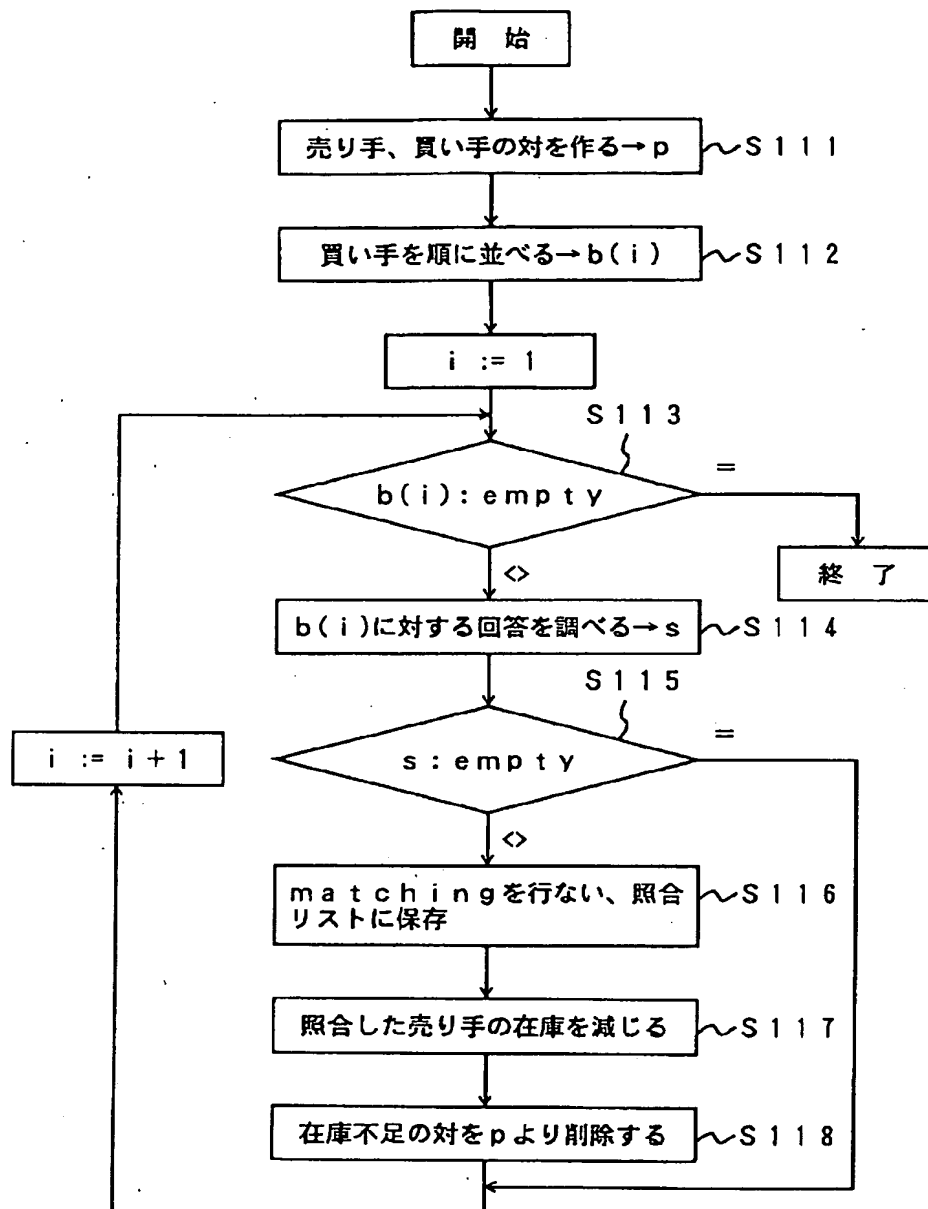 開 始
売り手、買い手の対を作る→p
S111
買い手を順に並べる→b(i)
S112
i := 1
S113
b(i):empty
=
<>
終 了
b(i)に対する回答を調べる→s
S114
S115
s:empty
=
i := i+1
<>
matchingを行ない、照合
リストに保存
S116
照合した売り手の在庫を減じる
S117
在庫不足の対をpより削除する
S118